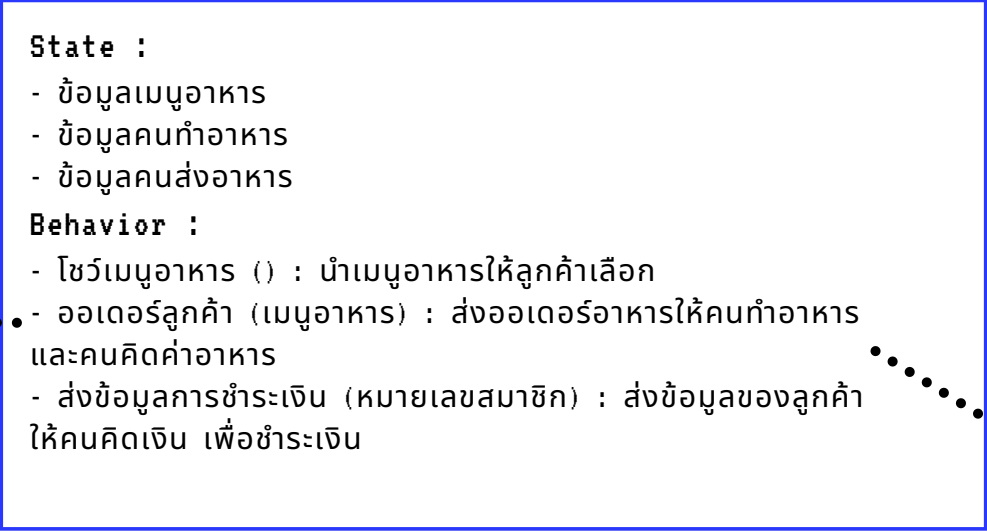 State :
- ข้อมูลเมนูอาหาร
- ข้อมูลคนทำอาหาร
- ข้อมูลคนส่งอาหาร
Behavior :
- โชว์เมนูอาหาร () : นำเมนูอาหารให้ลูกค้าเลือก
- ออเดอร์ลูกค้า (เมนูอาหาร) : ส่งออเดอร์อาหารให้คนทำอาหาร
และคนคิดค่าอาหาร
- ส่งข้อมูลการชำระเงิน (หมายเลขสมาชิก) : ส่งข้อมูลของลูกค้า
ให้คนคิดเงิน เพื่อชำระเงิน